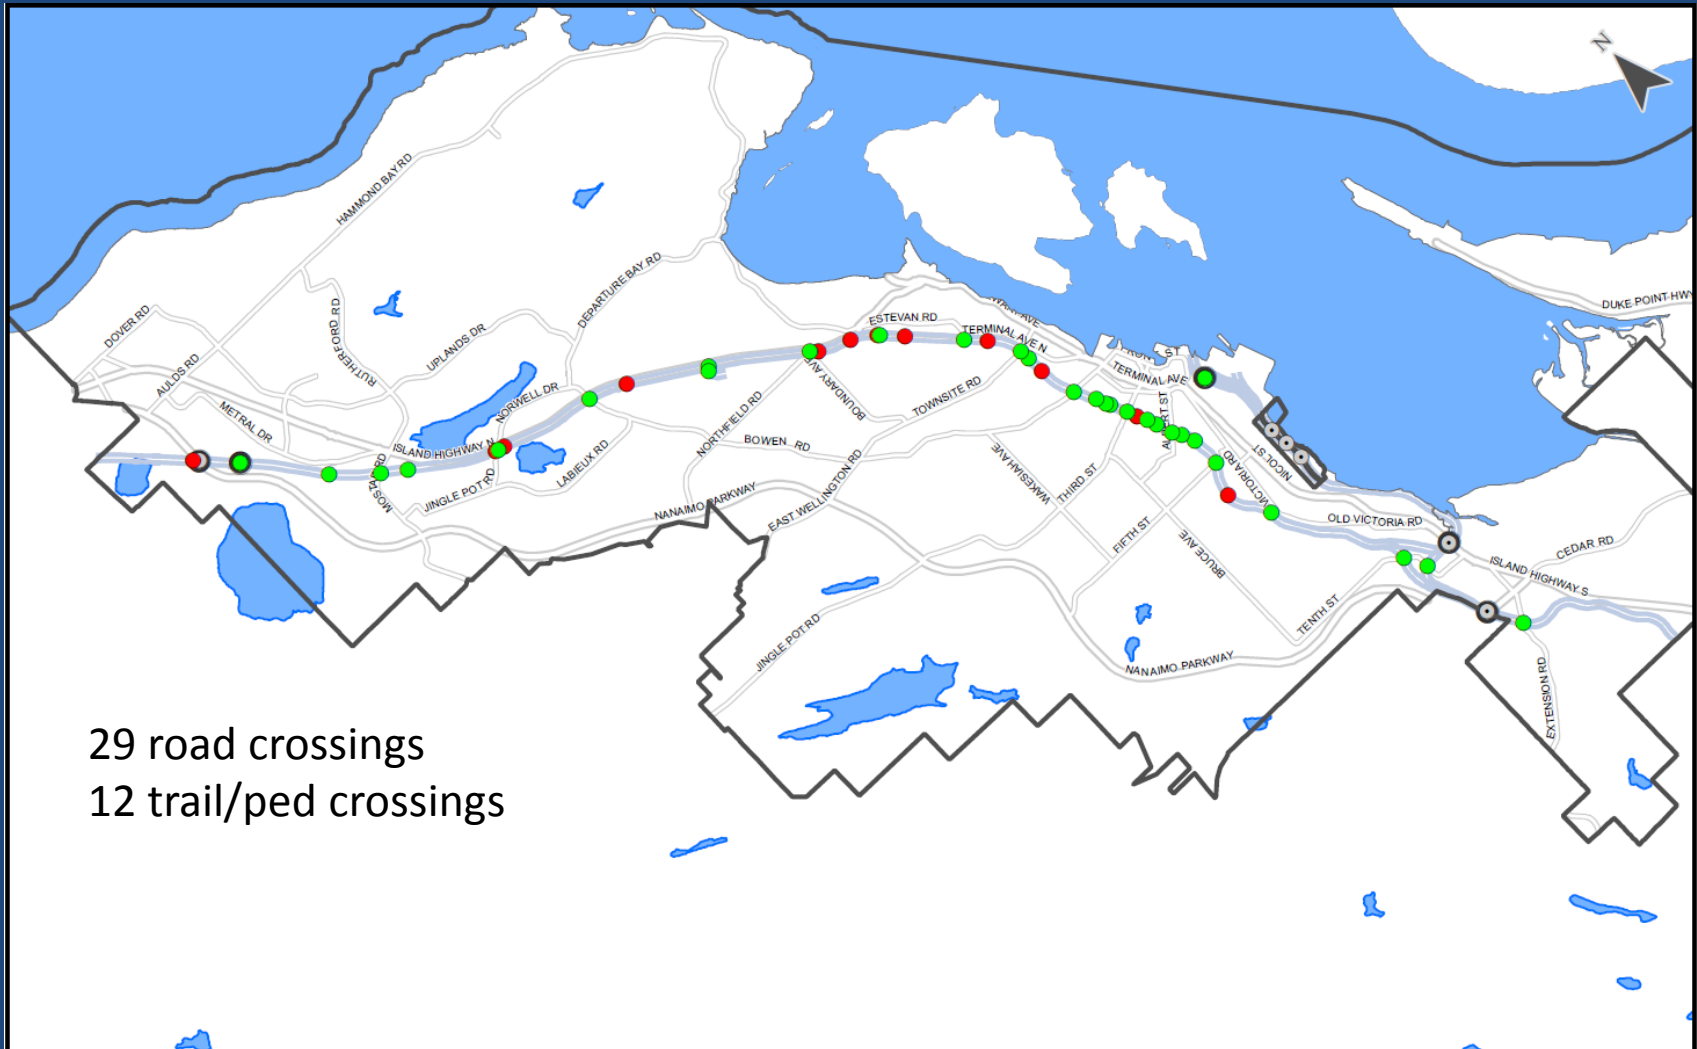 N
HAMMOND BAY RD
DOVER RD
AULDS RD
RUTHERFORD RD
UPLANDS DR
DEPARTURE BAY RD
METRAL DR
NORWELL DR
ISLAND HIGHWAY N
JINGLE POT RD
LABIEUX RD
NORTHFIELD RD
BOUNDARY AVE
BOWEN RD
TOWNSITE RD
ESTEVAN RD
TERMINAL AVE N
TERMINAL AVE
ST
DUKE POINT HWY
NANAIMO PARKWAY
EAST WELLINGTON RD
WAKESIAH AVE
THIRD ST
FIFTH ST
BRUCE AVE
VICTORIA RD
NICOL ST
OLD VICTORIA RD
ISLAND HIGHWAY S
CEDAR RD
TENTH ST
JINGLE POT RD
NANAIMO PARKWAY
EXTENSION RD
29 road crossings
12 trail/ped crossings